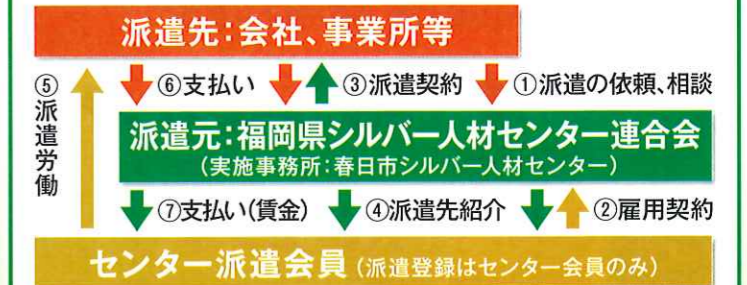 派遣先：会社、事業所等
⑥支払い ③派遣契約 ①派遣の依頼、相談
⑤派遣労働
派遣元：福岡県シルバー人材センター連合会
（実施事務所：春日市シルバー人材センター）
⑦支払い（賃金） ④派遣先紹介 ②雇用契約
センター派遣会員（派遣登録はセンター会員のみ）